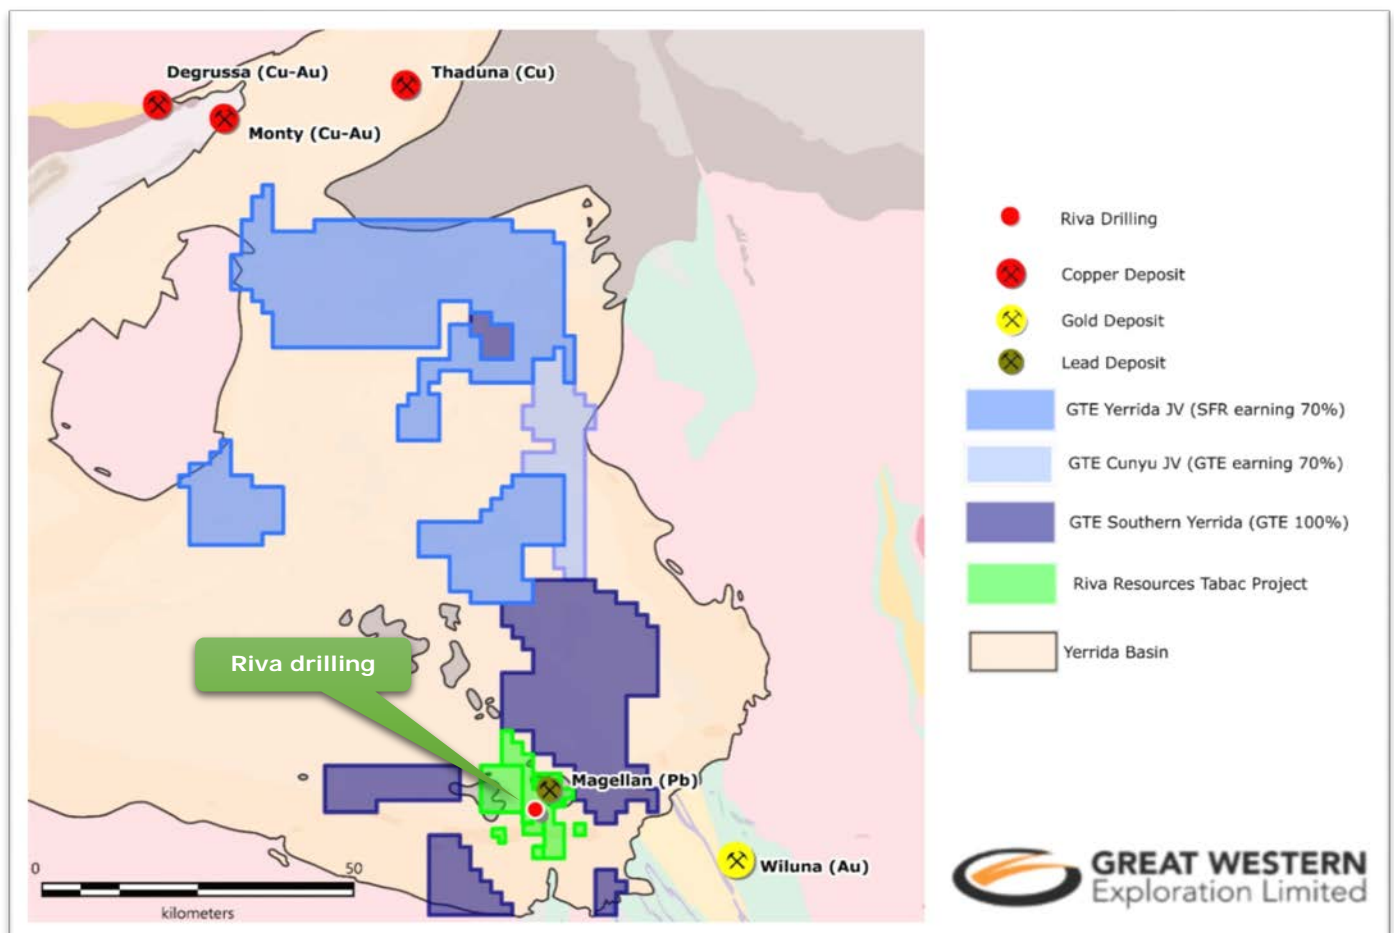 Degrussa (Cu-Au)
Thaduna (Cu)
Monty (Cu-Au)
Riva drilling
Magellan (Pb)
Wiluna (Au)
0 50
kilometers
Riva Drilling
Copper Deposit
Gold Deposit
Lead Deposit
GTE Yerrida JV (SFR earning 70%)
GTE Cunyu JV (GTE earning 70%)
GTE Southern Yerrida (GTE 100%)
Riva Resources Tabac Project
Yerrida Basin
GREAT WESTERN
Exploration Limited